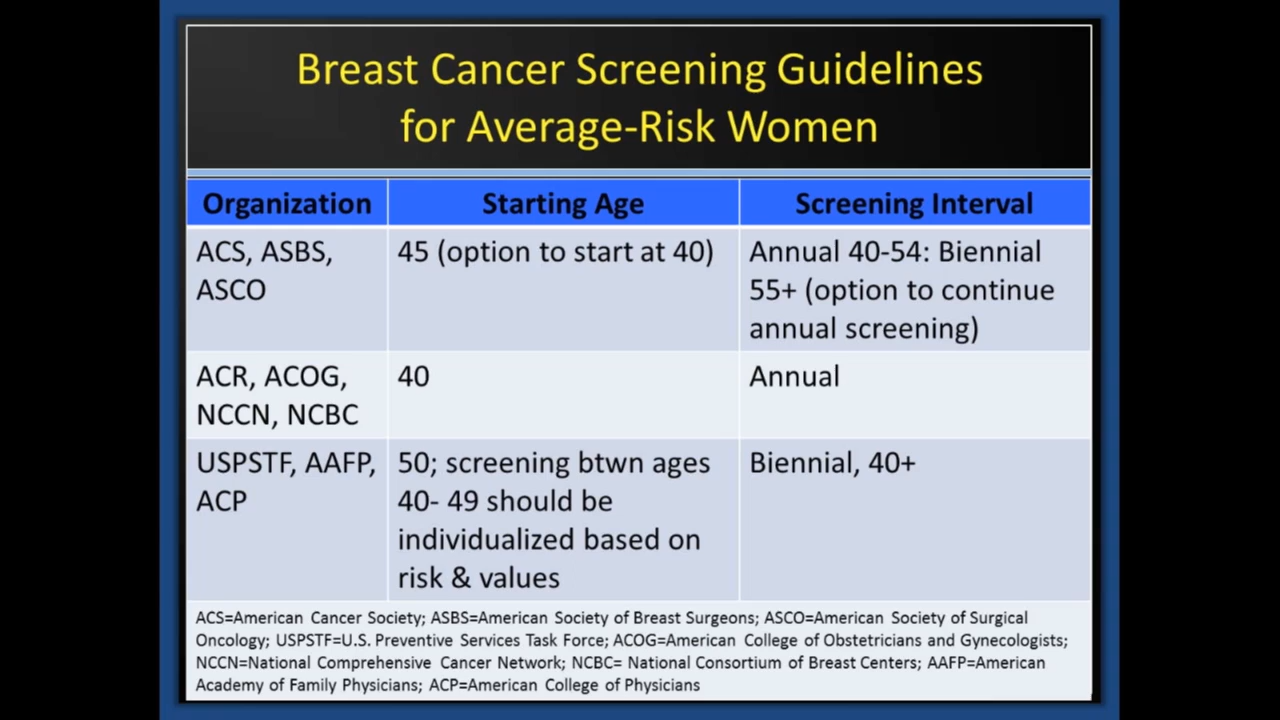 Breast Cancer Screening Guidelines
for Average-Risk Women
Organization
Starting Age
Screening Interval
ACS, ASBS,
ASCO
45 (option to start at 40)
Annual 40-54: Biennial
55+ (option to continue
annual screening)
ACR, ACOG,
NCCN, NCBC
40
Annual
USPSTF, AAFP,
ACP
50; screening btwn ages
40- 49 should be
individualized based on
risk & values
Biennial, 40+
ACS=American Cancer Society; ASBS=American Society of Breast Surgeons; ASCO=American Society of Surgical
Oncology; USPSTF=U.S. Preventive Services Task Force; ACOG=American College of Obstetricians and Gynecologists;
NCCN=National Comprehensive Cancer Network; NCBC= National Consortium of Breast Centers; AAFP=American
Academy of Family Physicians; ACP=American College of Physicians